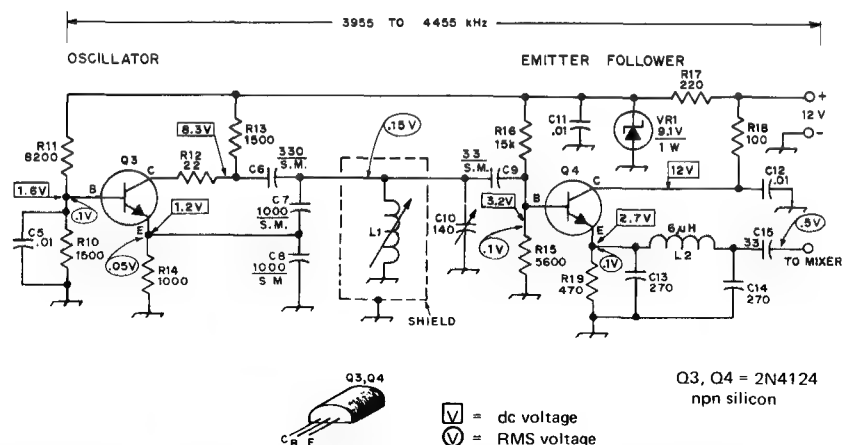 3955 TO 4455 kHz
OSCILLATOR
EMITTER FOLLOWER
R17
220
+
12 V
-
R11
8200
Q3
C
B
E
8.3V
R12
22
R13
1500
C6
330
S.M.
.15V
33
S.M.
C9
R16
15k
C11
.01
VR1
9.1V
1 W
R18
100
Q4
C
B
E
12V
C12
.01
1.6V
.1V
1.2V
C7
1000
S.M.
L1
C10
140
3.2V
.1V
2.7V
6μH
L2
C15
33
.5V
TO MIXER
C5
.01
R10
1500
.05V
R14
1000
C8
1000
S M
SHIELD
R15
5600
R19
470
.1V
C13
270
C14
270
Q3,Q4
C B E
V = dc voltage
V = RMS voltage
Q3, Q4 = 2N4124
npn silicon